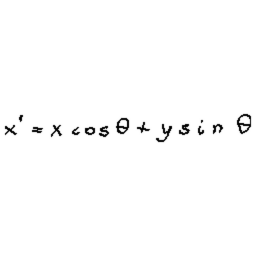 x' = x cos θ + y sin θ